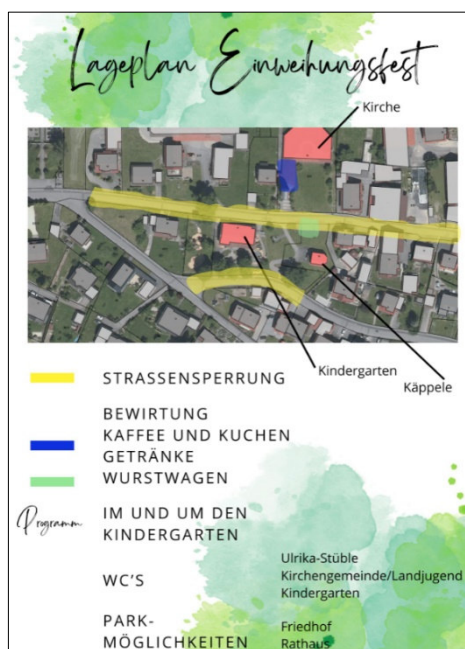 Lageplan Einweihungsfest
Kirche
Kindergarten
Käppele
STRASSENSPERRUNG
BEWIRTUNG
KAFFEE UND KUCHEN
GETRÄNKE
WURSTWAGEN
Programm
IM UND UM DEN
KINDERGARTEN
WC'S
Ulrika-Stüble
Kirchengemeinde/Landjugend
Kindergarten
PARK-
MÖGLICHKEITEN
Friedhof
Rathaus